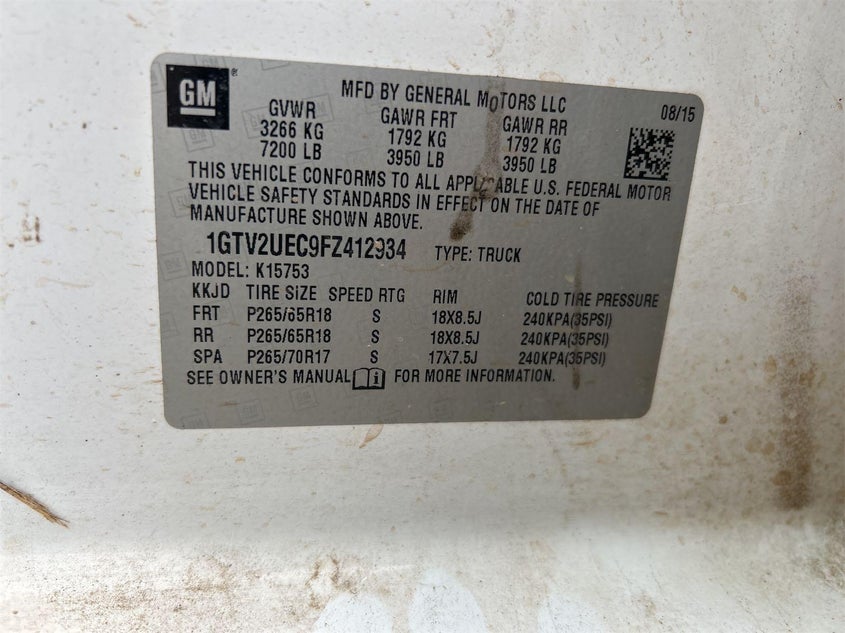 GM
MFD BY GENERAL MOTORS LLC 08/15
GVWR GAWR FRT GAWR RR
3266 KG 1792 KG 1792 KG
7200 LB 3950 LB 3950 LB
THIS VEHICLE CONFORMS TO ALL APPLICABLE U.S. FEDERAL MOTOR
VEHICLE SAFETY STANDARDS IN EFFECT ON THE DATE OF
MANUFACTURE SHOWN ABOVE.
1GTV2UEC9FZ412934 TYPE: TRUCK
MODEL: K15753
KKJD TIRE SIZE SPEED RTG RIM COLD TIRE PRESSURE
FRT P265/65R18 S 18X8.5J 240KPA(35PSI)
RR P265/65R18 S 18X8.5J 240KPA(35PSI)
SPA P265/70R17 S 17X7.5J 240KPA(35PSI)
SEE OWNER'S MANUAL FOR MORE INFORMATION.